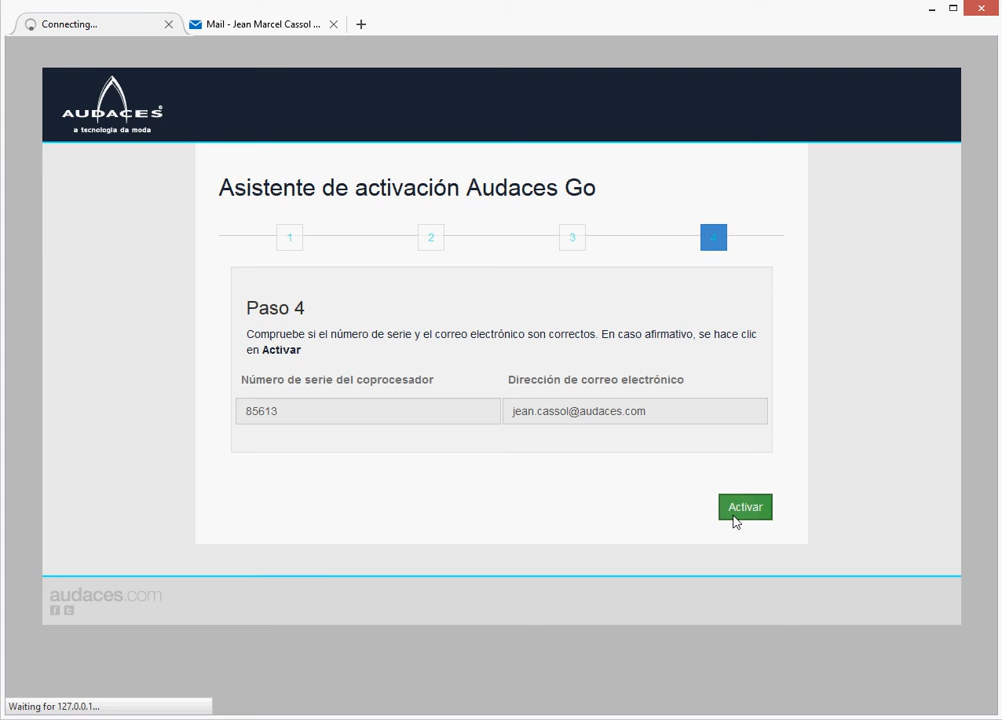 Connecting...
Mail - Jean Marcel Cassol ...
AUDACES®
a tecnologia da moda
Asistente de activación Audaces Go
1
2
3
4
Paso 4
Compruebe si el número de serie y el correo electrónico son correctos. En caso afirmativo, se hace clic
en Activar
Número de serie del coprocesador
Dirección de correo electrónico
85613
jean.cassol@audaces.com
Activar
audaces.com
Waiting for 127.0.0.1...